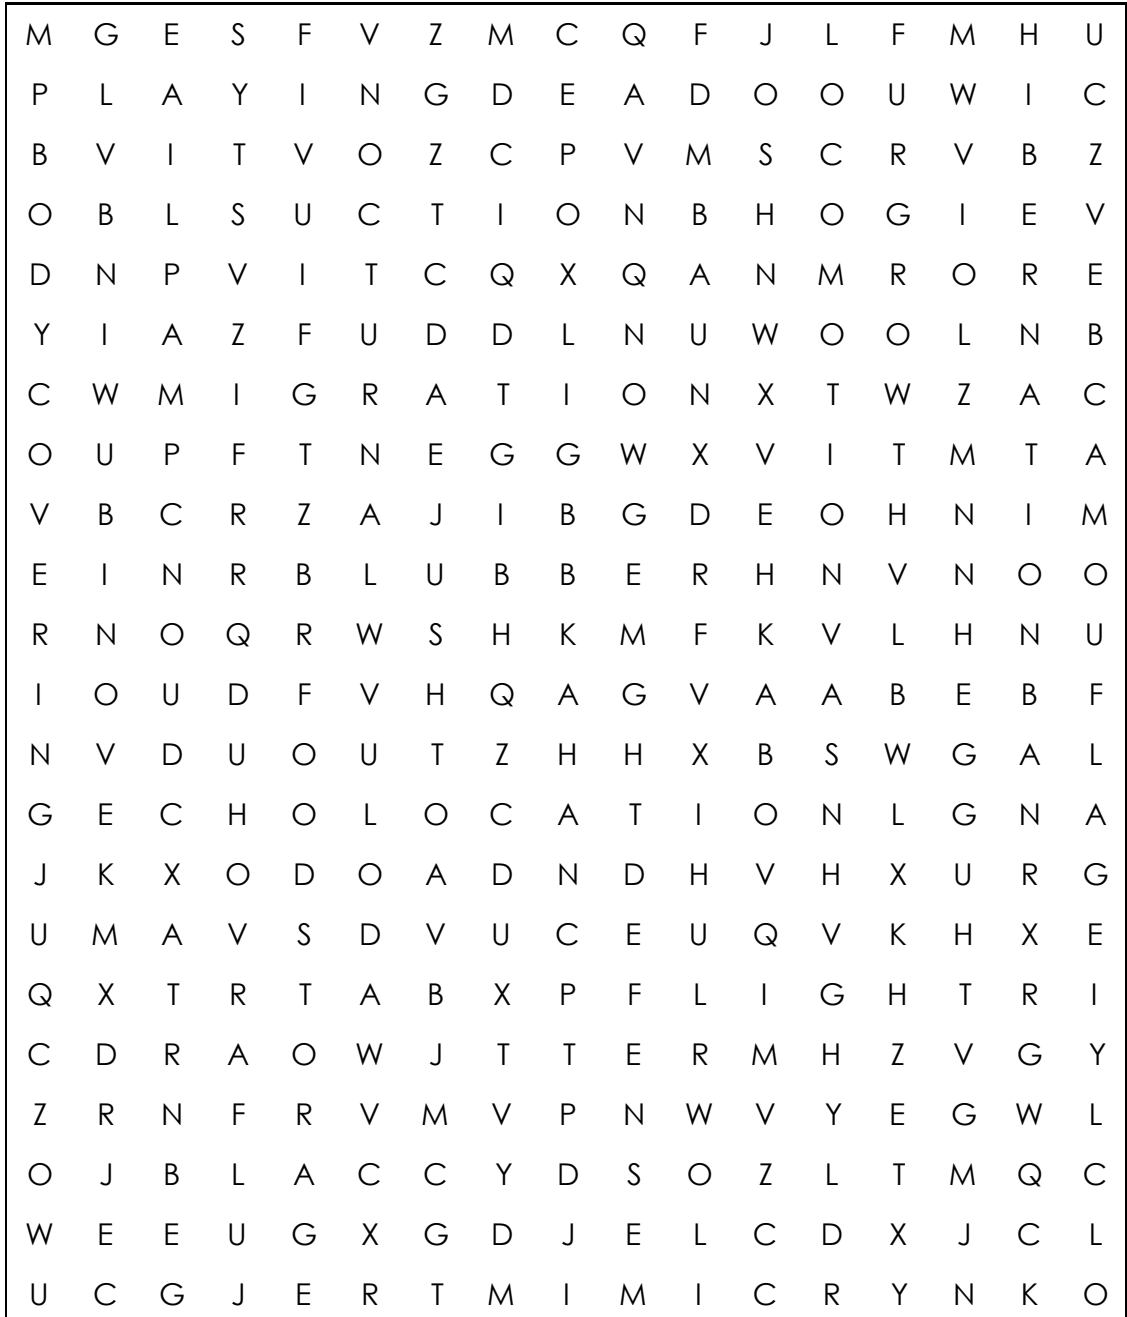 M G E S F V Z M C Q F J L F M H U
P L A Y I N G D E A D O O U W I C
B V I T V O Z C P V M S C R V B Z
O B L S U C T I O N B H O G I E V
D N P V I T C Q X Q A N M R O R E
Y I A Z F U D D L N U W O O L N B
C W M I G R A T I O N X T W Z A C
O U P F T N E G G W X V I T M T A
V B C R Z A J I B G D E O H N I M
E I N R B L U B B E R H N V N O O
R N O Q R W S H K M F K V L H N U
I O U D F V H Q A G V A A B E B F
N V D U O U T Z H H X B S W G A L
G E C H O L O C A T I O N L G N A
J K X O D O A D N D H V H X U R G
U M A V S D V U C E U Q V K H X E
Q X T R T A B X P F L I G H T R I
C D R A O W J T T E R M H Z V G Y
Z R N F R V M V P N W V Y E G W L
O J B L A C C Y D S O Z L T M Q C
W E E U G X G D J E L C D X J C L
U C G J E R T M I M I C R Y N K O